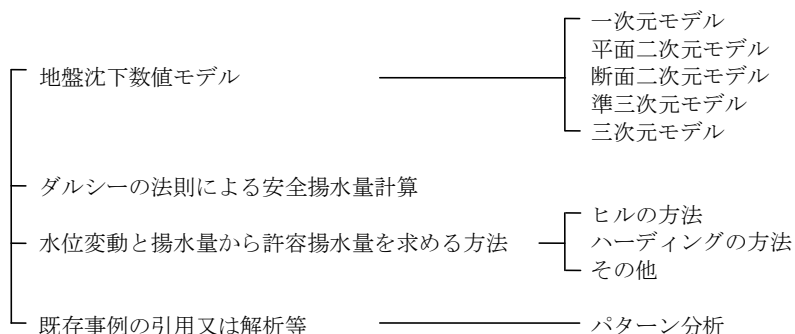 一次元モデル
平面二次元モデル
地盤沈下数値モデル
断面二次元モデル
準三次元モデル
三次元モデル
ダルシーの法則による安全揚水量計算
ヒルの方法
水位変動と揚水量から許容揚水量を求める方法
ハーディングの方法
その他
既存事例の引用又は解析等
パターン分析